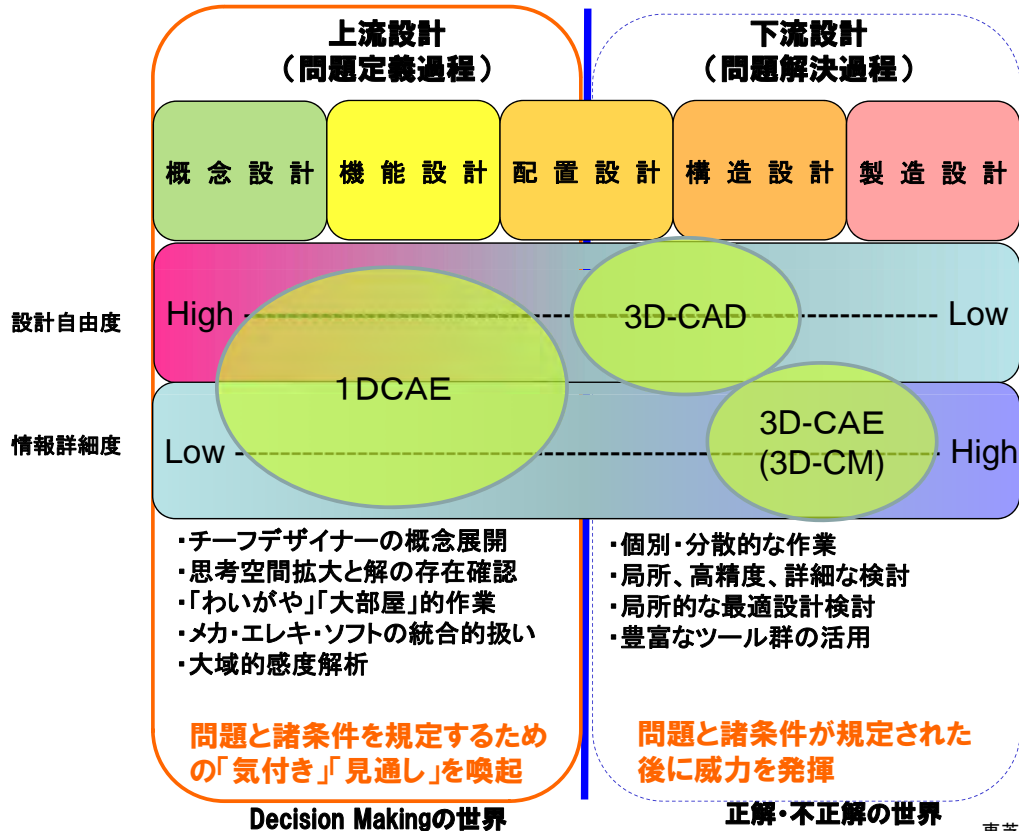 上流設計
（問題定義過程）
下流設計
（問題解決過程）
概念設計
機能設計
配置設計
構造設計
製造設計
設計自由度
High
3D-CAD
Low
1DCAE
情報詳細度
Low
3D-CAE
(3D-CM)
High
・チーフデザイナーの概念展開
・思考空間拡大と解の存在確認
・「わいがや」「大部屋」的作業
・メカ・エレキ・ソフトの統合的扱い
・大域的感度解析
・個別・分散的な作業
・局所、高精度、詳細な検討
・局所的な最適設計検討
・豊富なツール群の活用
問題と諸条件を規定するため
の「気付き」「見通し」を喚起
問題と諸条件が規定された
後に威力を発揮
Decision Makingの世界
正解・不正解の世界